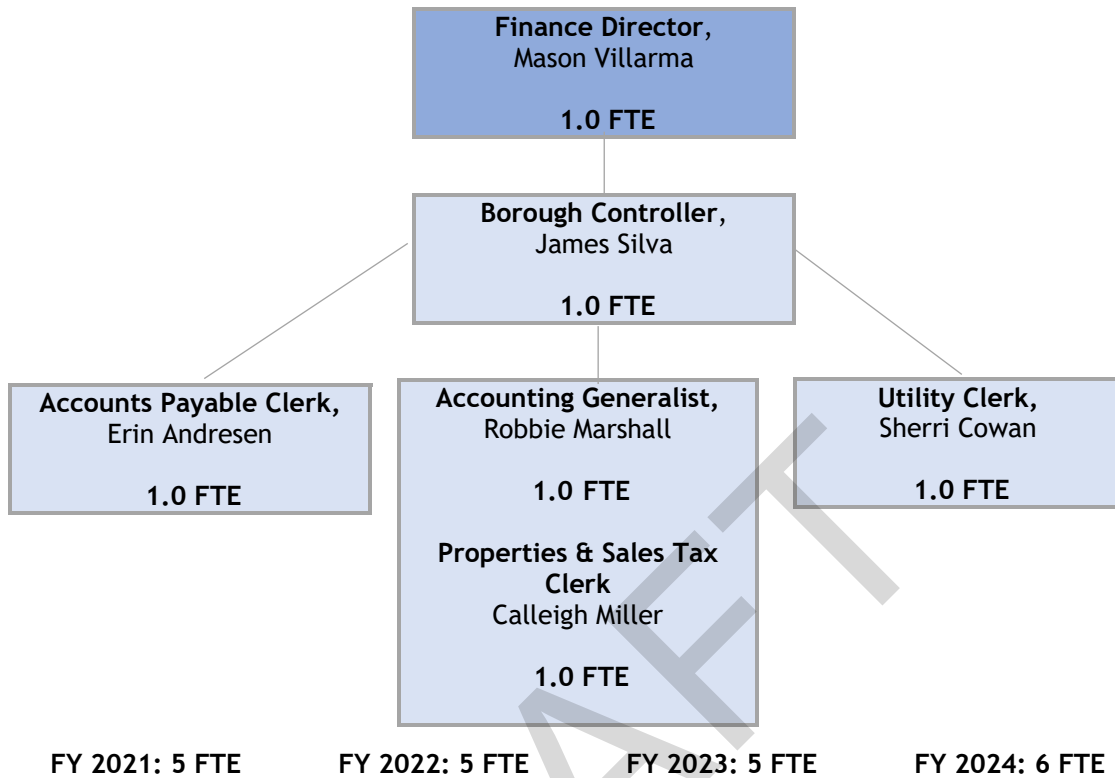 Finance Director,
Mason Villarma
1.0 FTE
Borough Controller,
James Silva
1.0 FTE
Accounts Payable Clerk,
Erin Andresen
1.0 FTE
Accounting Generalist,
Robbie Marshall
1.0 FTE
Properties & Sales Tax
Clerk
Calleigh Miller
1.0 FTE
Utility Clerk,
Sherri Cowan
1.0 FTE
FY 2021: 5 FTE FY 2022: 5 FTE FY 2023: 5 FTE FY 2024: 6 FTE
AFT